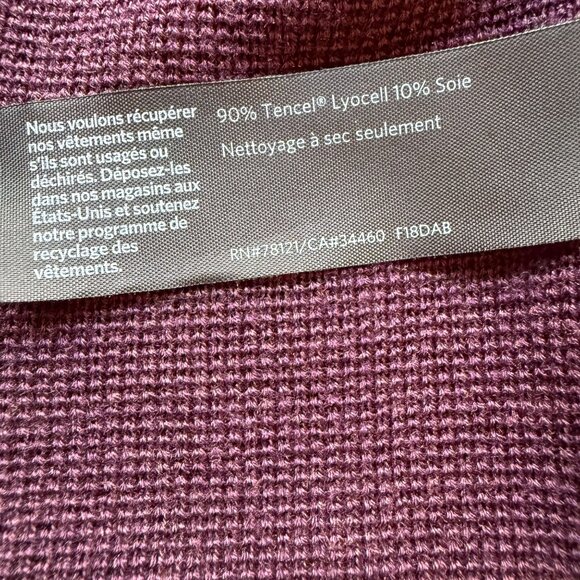 Nous voulons récupérer
nos vêtements même
s'ils sont usagés ou
déchirés. Déposez-les
dans nos magasins aux
États-Unis et soutenez
notre programme de
recyclage des
vêtements.
90% Tencel® Lyocell 10% Soie
Nettoyage à sec seulement
RN#78121/CA#34460 F18DAB